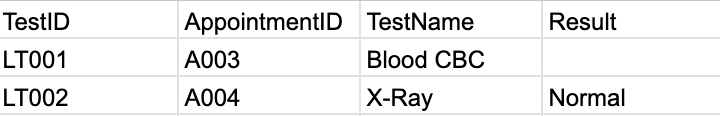 TestID AppointmentID TestName Result
LT001 A003 Blood CBC
LT002 A004 X-Ray Normal